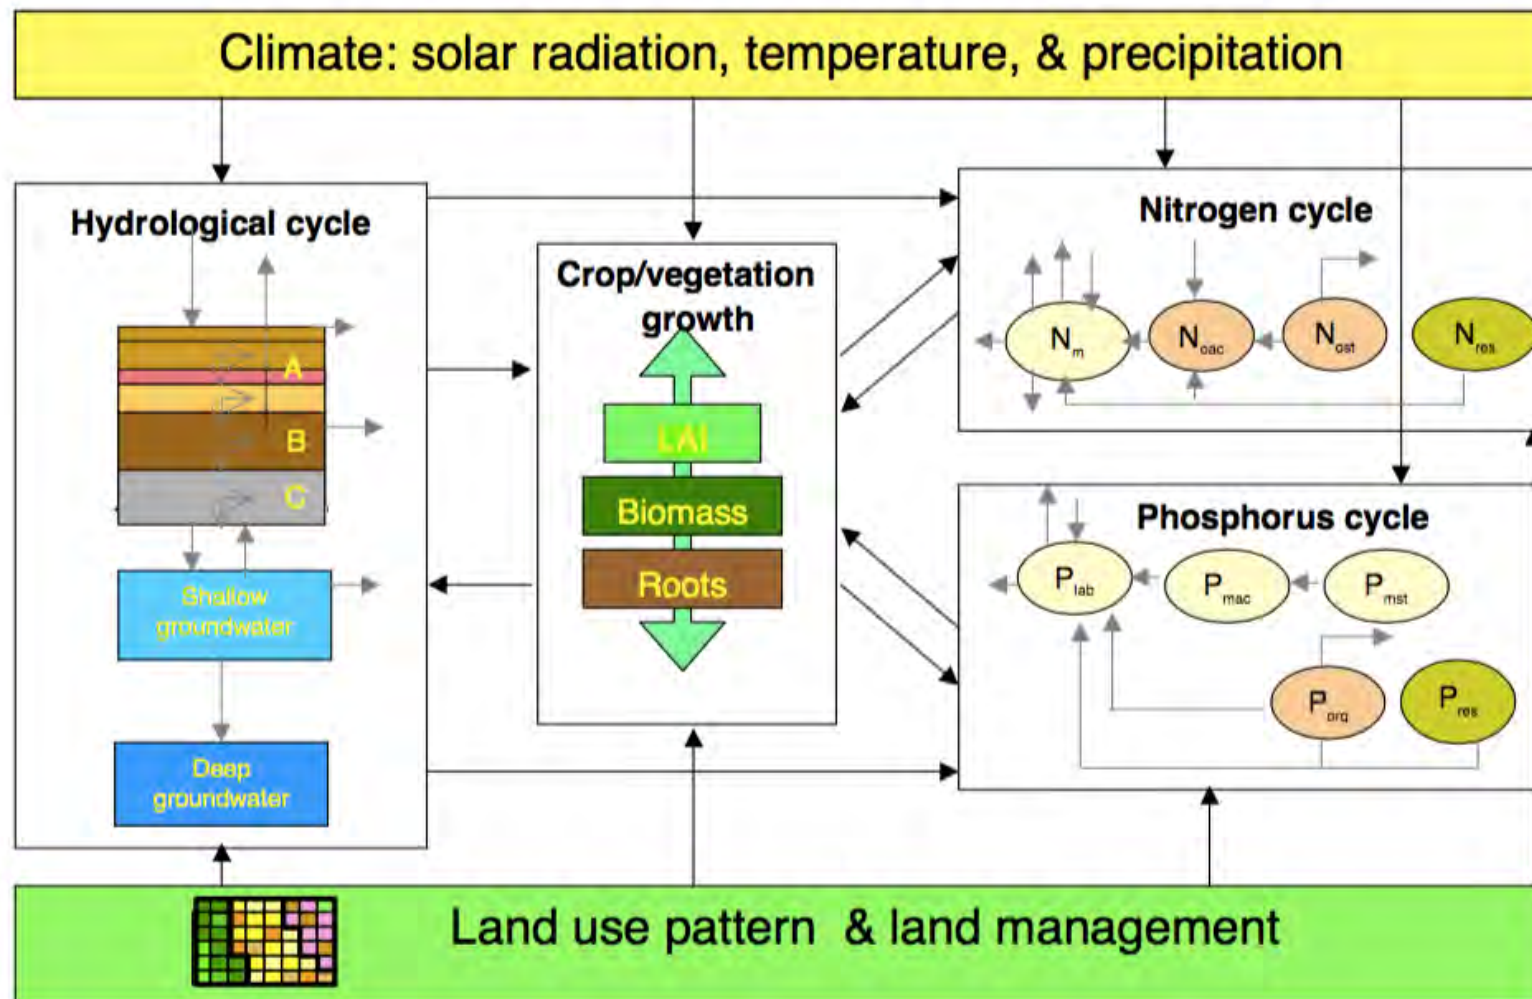 Climate: solar radiation, temperature, & precipitation
Hydrological cycle
A
B
C
Shallow
groundwater
Deep
groundwater
Crop/vegetation
growth
LAI
Biomass
Roots
Nitrogen cycle
Nm
Noac
Nost
Nres
Phosphorus cycle
Plab
Pmac
Pmst
Porg
Pres
Land use pattern & land management